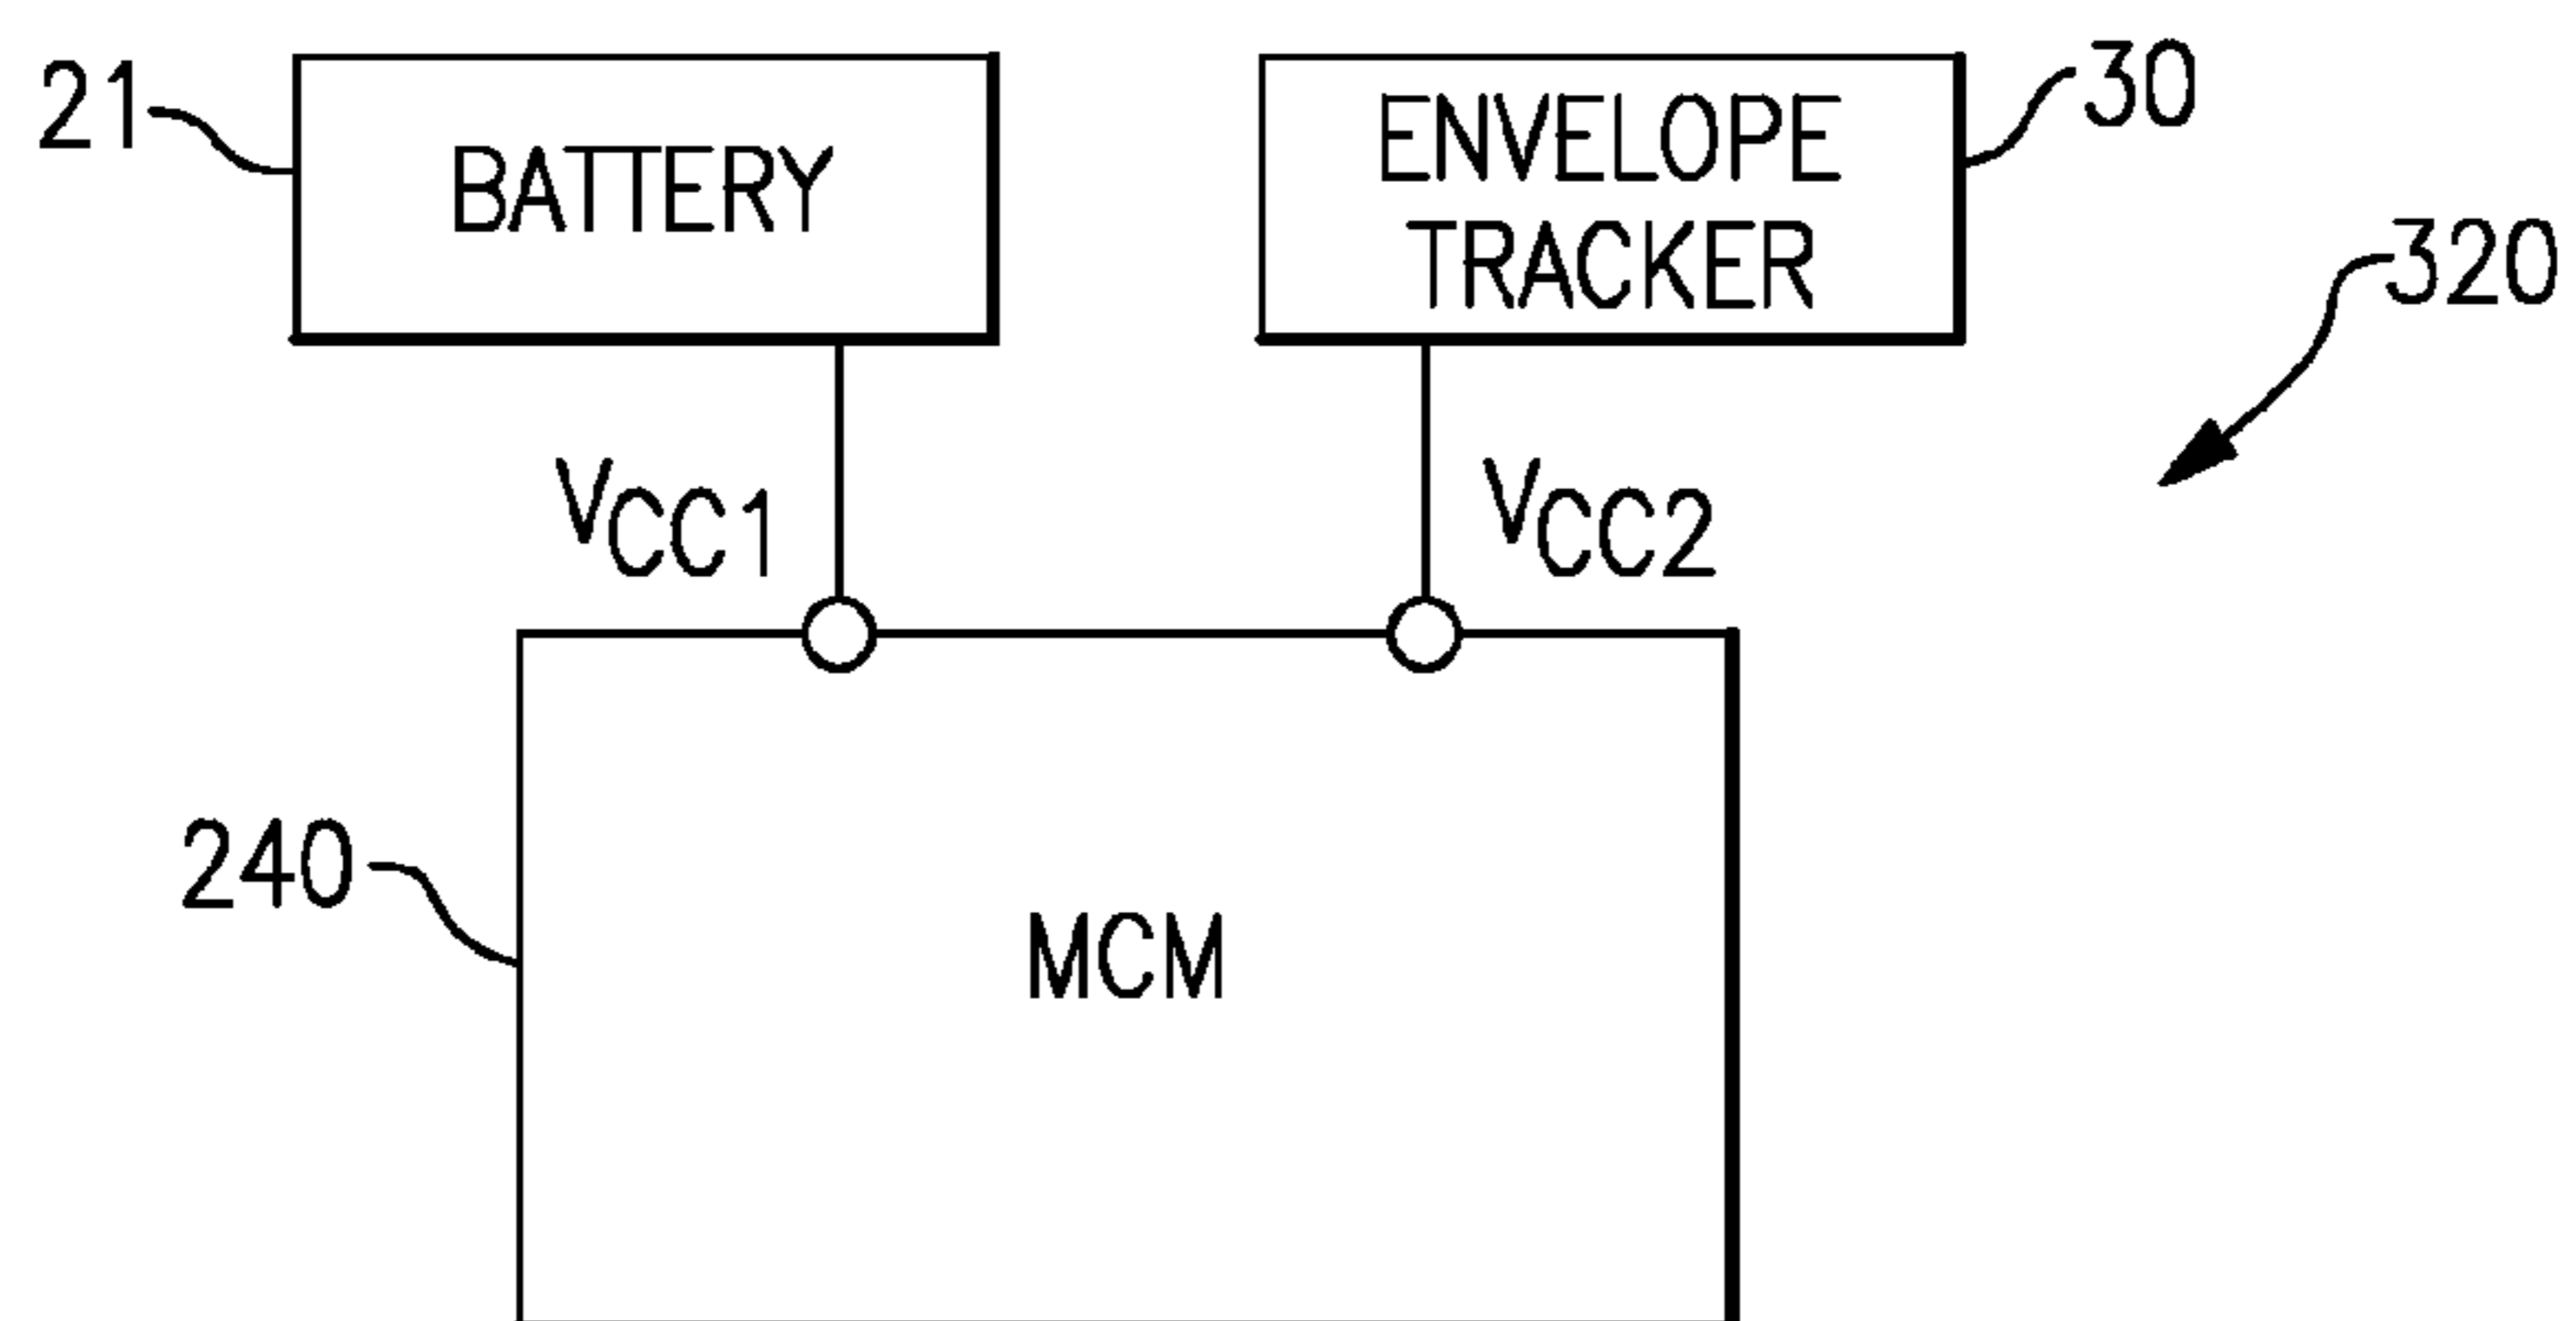 21
BATTERY
ENVELOPE
TRACKER
30
320
VCC1
VCC2
240
MCM